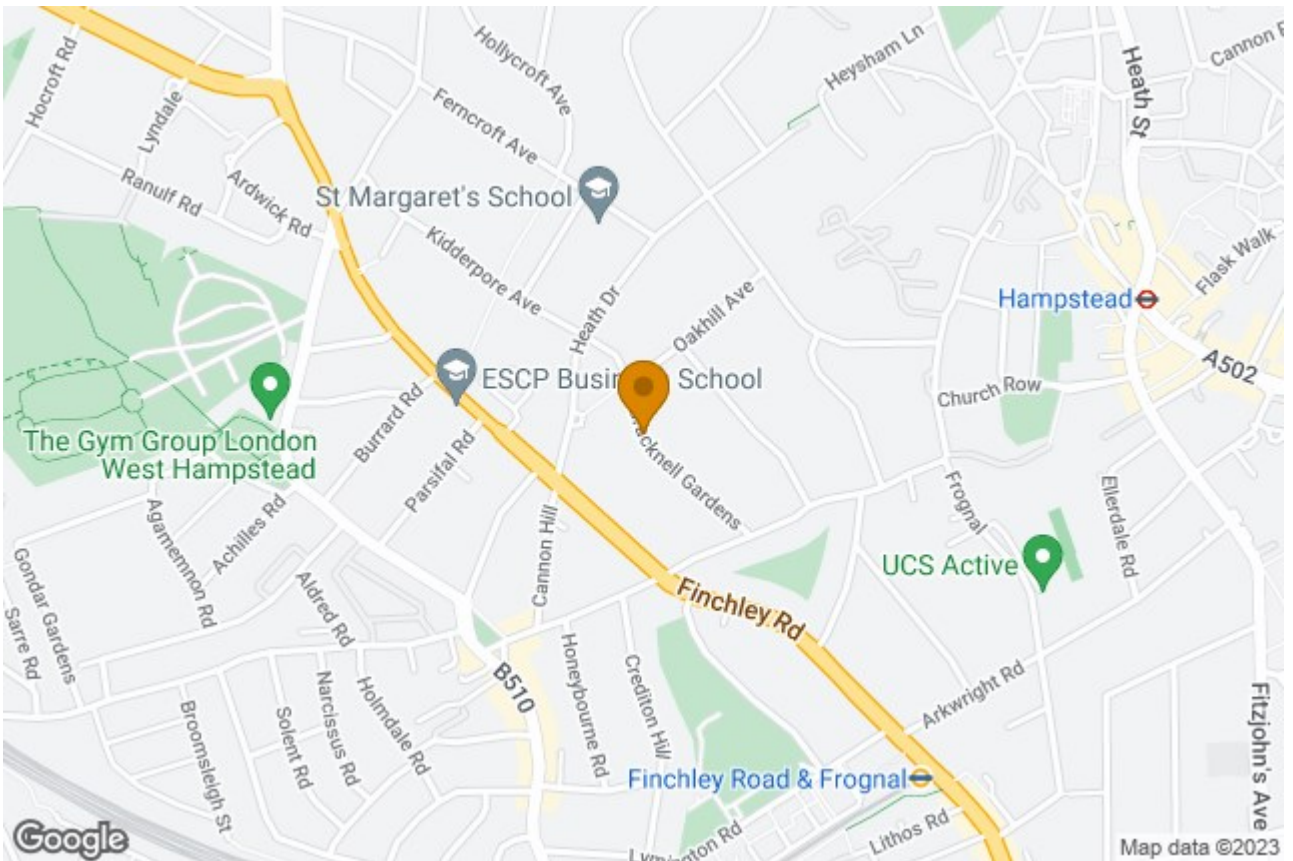 Hocroft Rd
Lyndale
Hollycroft Ave
Heysham Ln
Heath St
Cannon
Ferncroft Ave
Ranulf Rd
Ardwick Rd
St Margaret's School
Kidderpore Ave
Flask Walk
Hampstead
Heath Dr
Oakhill Ave
A502
ESCP Business School
Church Row
Burrard Rd
The Gym Group London
West Hampstead
Parsifal Rd
Gardens
Frognal
Ellerdale Rd
Agamemnon Rd
Achilles Rd
Cannon Hill
UCS Active
Gondar Gardens
Sarre Rd
Aldred Rd
Finchley Rd
Honeybourne Rd
Crediton Hill
B510
Narcissus Rd
Holmdale Rd
Arkwright Rd
Broomsleigh St
Solent Rd
Fitzjohn's Ave
Finchley Road & Frognal
Lithos Rd
Google
Map data ©2023